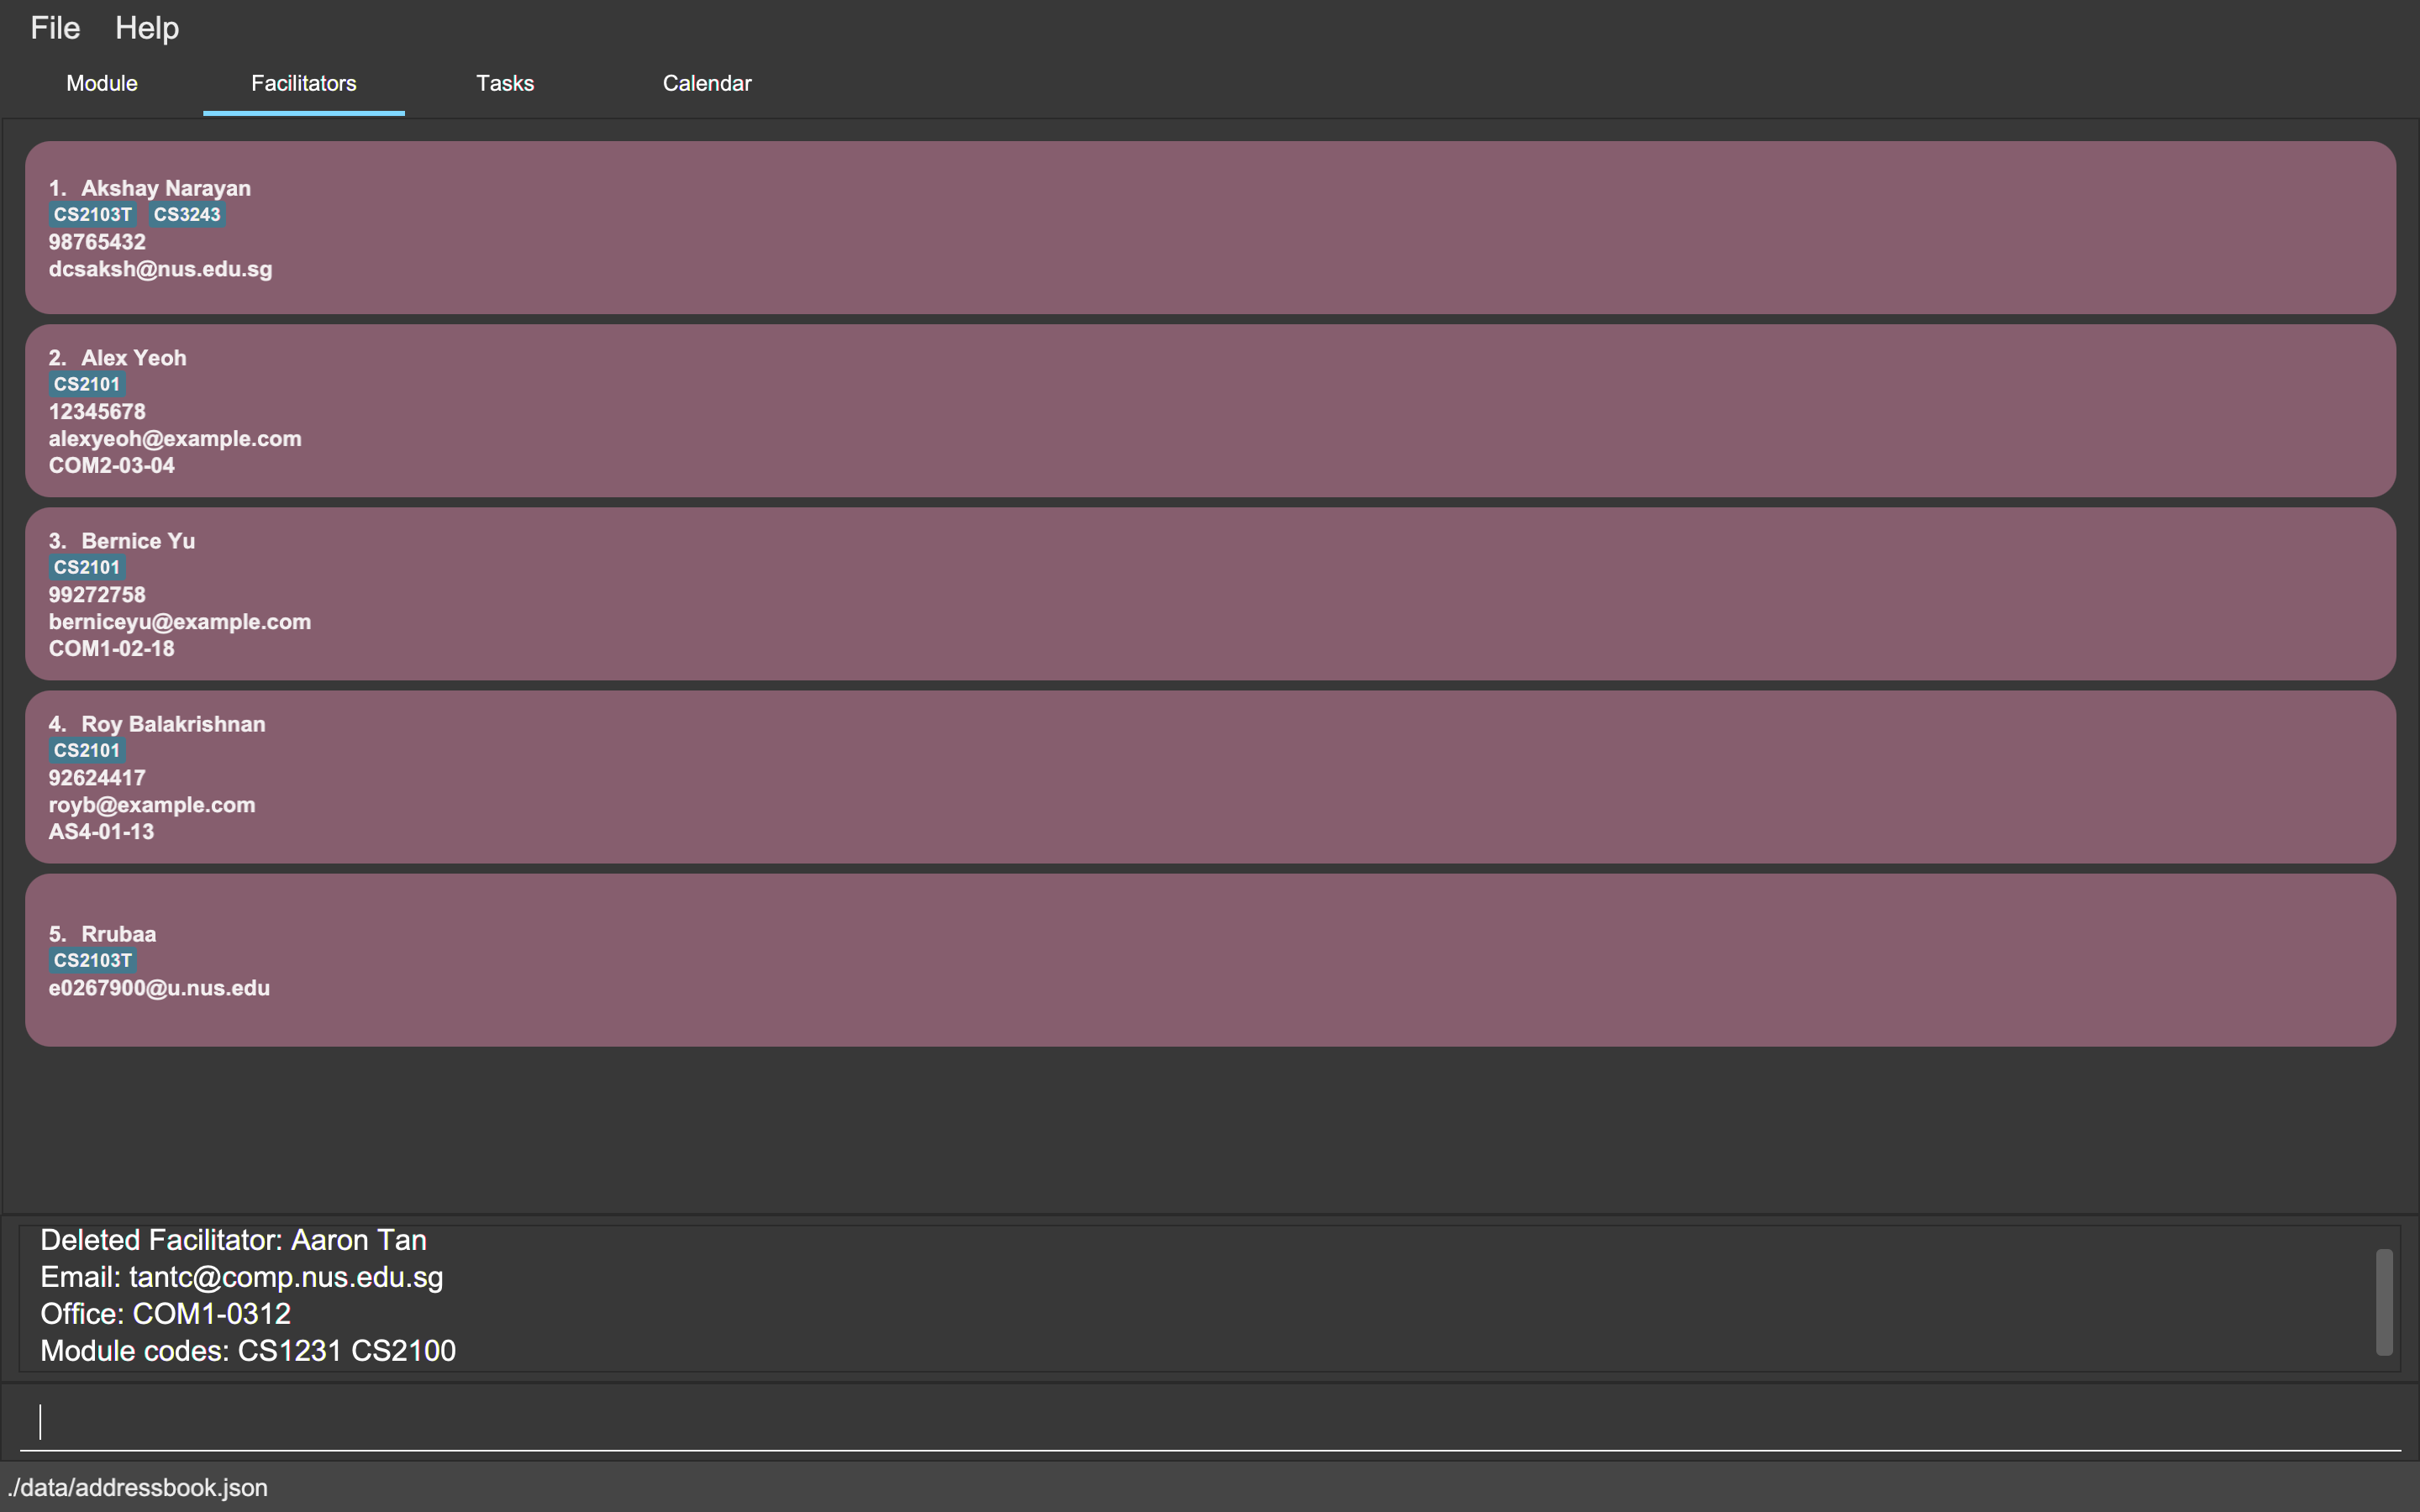 File Help
Module Facilitators Tasks Calendar
1. Akshay Narayan
CS2103T CS3243
98765432
dcsaksh@nus.edu.sg
2. Alex Yeoh
CS2101
12345678
alexyeoh@example.com
COM2-03-04
3. Bernice Yu
CS2101
99272758
berniceyu@example.com
COM1-02-18
4. Roy Balakrishnan
CS2101
92624417
royb@example.com
AS4-01-13
5. Rrubaa
CS2103T
e0267900@u.nus.edu
Deleted Facilitator: Aaron Tan
Email: tantc@comp.nus.edu.sg
Office: COM1-0312
Module codes: CS1231 CS2100
./data/addressbook.json